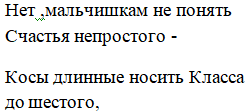 Нет ,мальчишкам не понять
Счастья непростого -
Косы длинные носить Класса
до шестого,